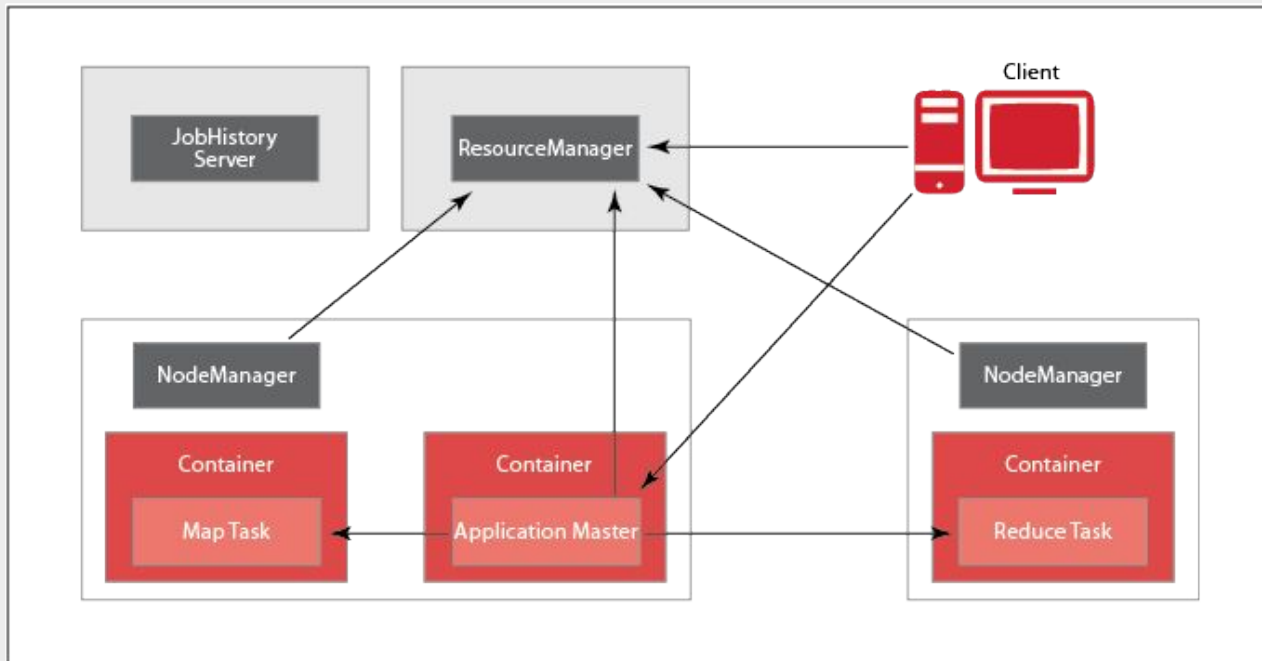 Client
JobHistory
Server
ResourceManager
NodeManager
NodeManager
Container
Container
Container
Map Task
Application Master
Reduce Task